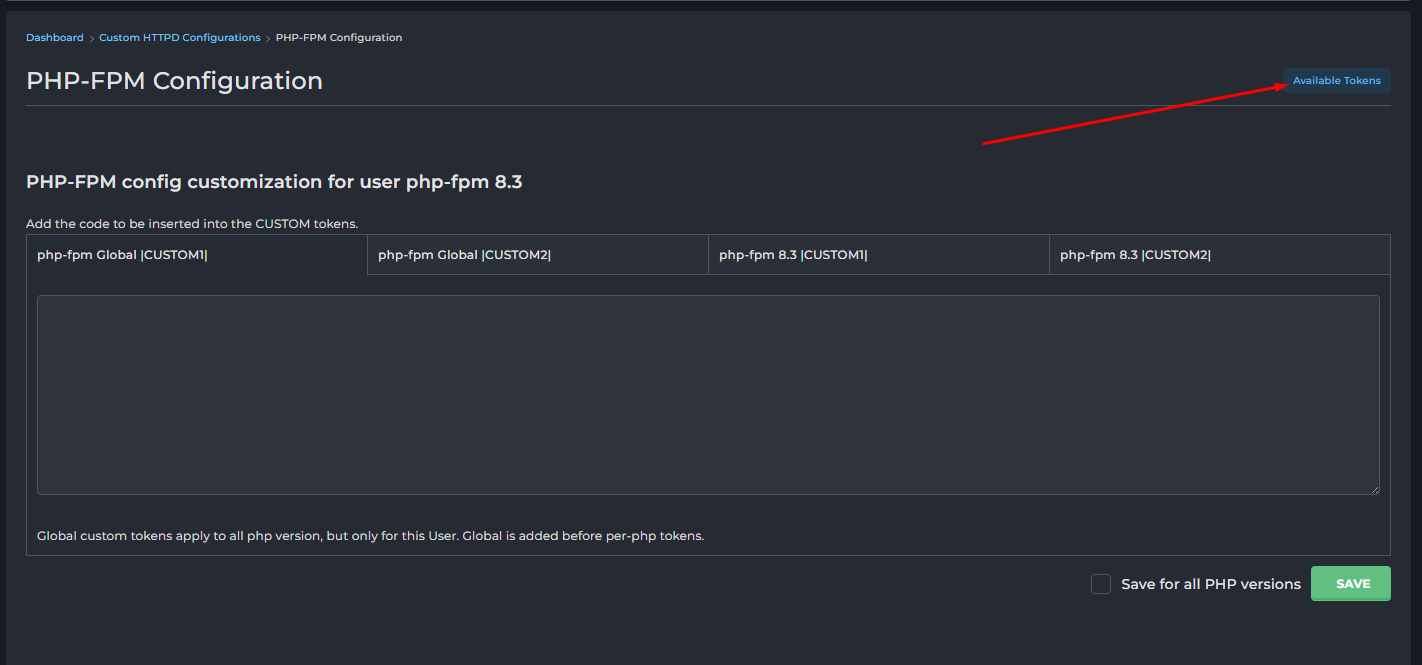 Dashboard > Custom HTTPD Configurations > PHP-FPM Configuration
PHP-FPM Configuration
Available Tokens
PHP-FPM config customization for user php-fpm 8.3
Add the code to be inserted into the CUSTOM tokens.
php-fpm Global |CUSTOM1|
php-fpm Global |CUSTOM2|
php-fpm 8.3 |CUSTOM1|
php-fpm 8.3 |CUSTOM2|
Global custom tokens apply to all php version, but only for this User. Global is added before per-php tokens.
Save for all PHP versions
SAVE